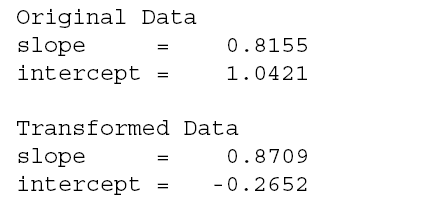 Original Data
slope     =    0.8155
intercept =    1.0421
Transformed Data
slope     =    0.8709
intercept =   -0.2652